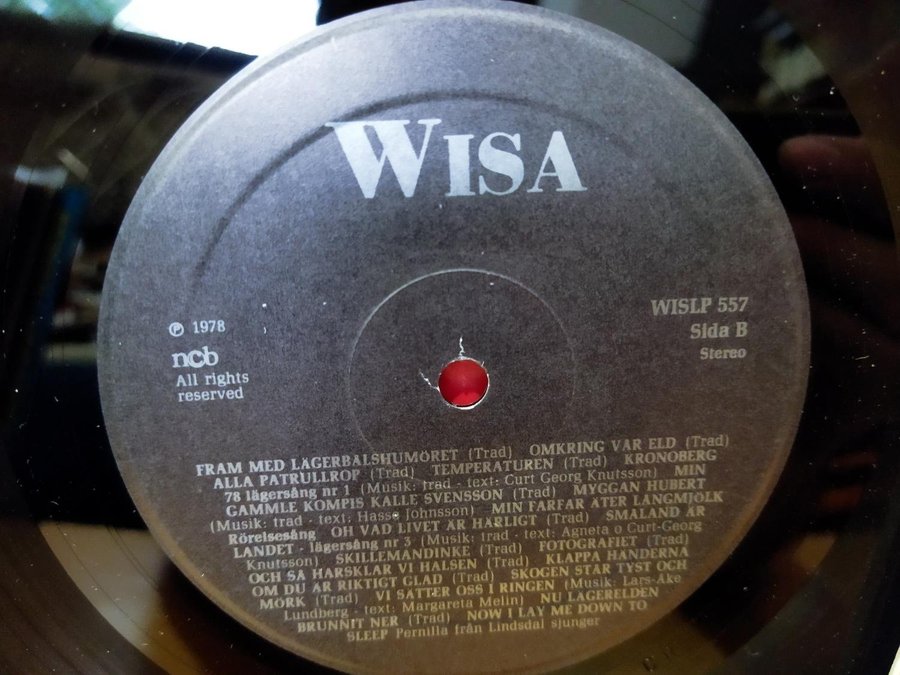 WISA
℗ 1978
ncb
All rights
reserved
WISLP 557
Sida B
Stereo
FRAM MED LÄGERBÅLSHUMÖRET (Trad) OMKRING VÅR ELD (Trad)
ALLA PATRULLROP (Trad) TEMPERATUREN (Trad) KRONOBERG
78 lägersång nr 1 (Musik: trad - text: Curt Georg Knutsson) MIN
GAMMLE KOMPIS KALLE SVENSSON (Trad) MYGGAN HUBERT
(Musik: trad - text: Hasse Johnsson) MIN FARFAR ÄTER LÅNGMJÖLK
Rörelsesång OH VAD LIVET ÄR HÄRLIGT (Trad) SMÅLAND ÄR
LANDET - lägersång nr 3 (Musik: trad - text: Agneta o Curt-Georg
Knutsson) SKILLEMANDINKE (Trad) FOTOGRAFIET (Trad)
OCH SÅ HARSKLAR VI HALSEN (Trad) KLAPPA HÄNDERNA
OM DU ÄR RIKTIGT GLAD (Trad) SKOGEN STÅR TYST OCH
MÖRK (Trad) VI SÄTTER OSS I RINGEN (Musik: Lars-Åke
Lundberg - text: Margareta Melin) NU LÄGERELDEN
BRUNNIT NER (Trad) NOW I LAY ME DOWN TO
SLEEP Pernilla från Lindsdal sjunger